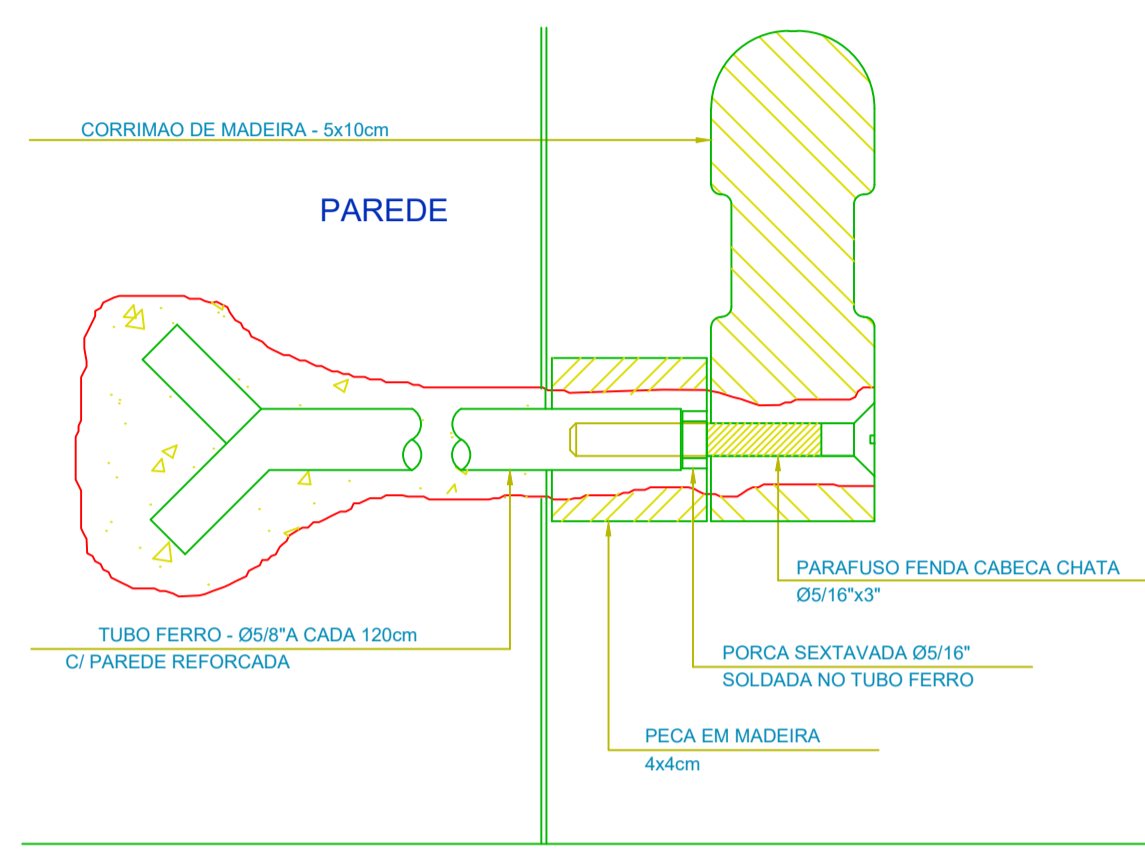 CORRIMAO DE MADEIRA - 5x10cm
PAREDE
PARAFUSO FENDA CABECA CHATA
Ø5/16"x3"
TUBO FERRO - Ø5/8"A CADA 120cm
C/ PAREDE REFORCADA
PORCA SEXTAVADA Ø5/16"
SOLDADA NO TUBO FERRO
PECA EM MADEIRA
4x4cm